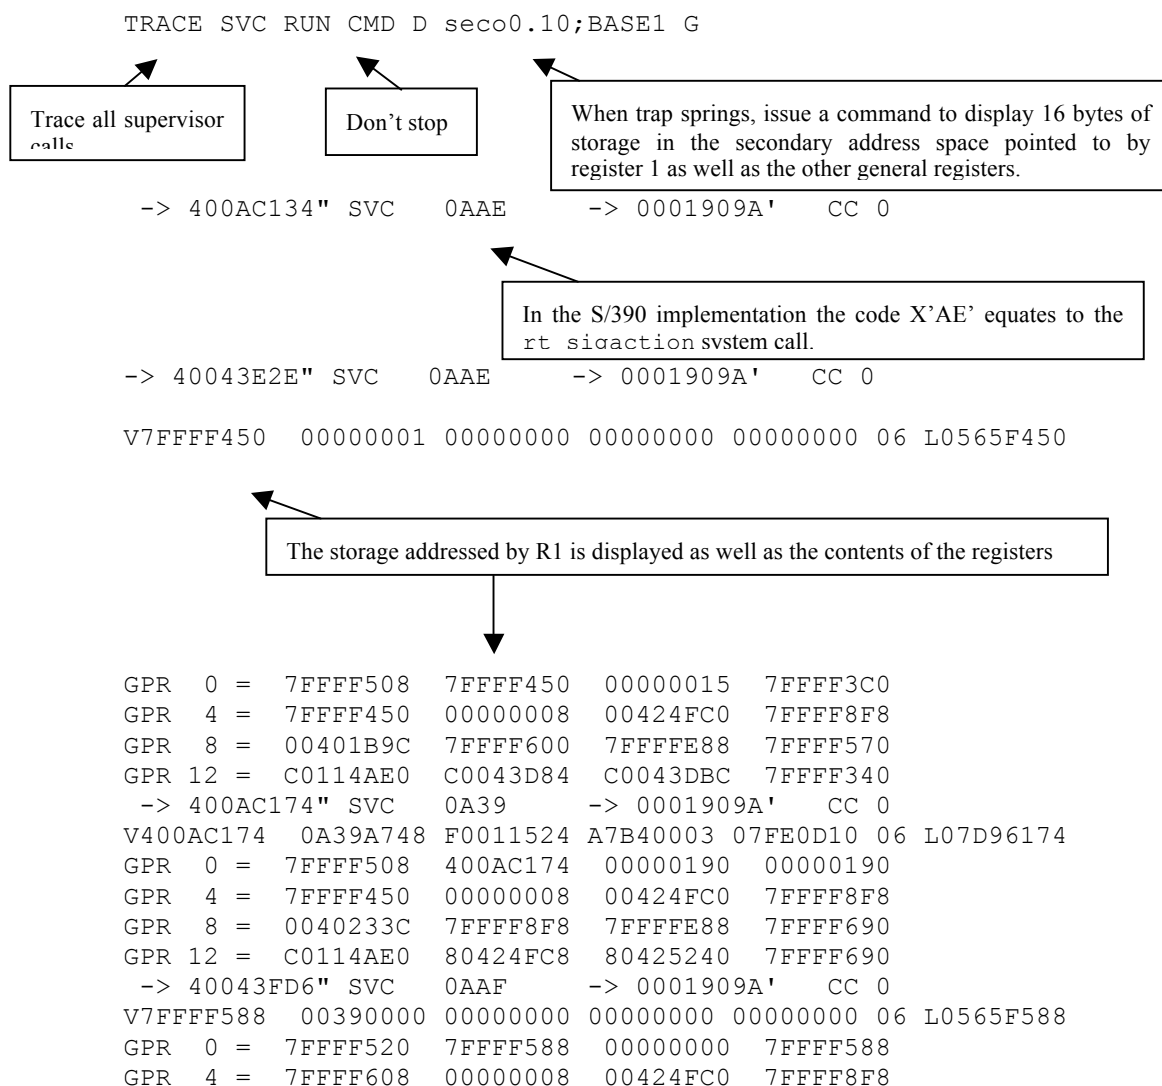 TRACE SVC RUN CMD D seco0.10;BASE1 G
Trace all supervisor
calls
Don't stop
When trap springs, issue a command to display 16 bytes of
storage in the secondary address space pointed to by
register 1 as well as the other general registers.
-> 400AC134" SVC 0AAE -> 0001909A' CC 0
In the S/390 implementation the code X'AE' equates to the
rt_sigaction system call.
-> 40043E2E" SVC 0AAE -> 0001909A' CC 0
V7FFFF450 00000001 00000000 00000000 00000000 06 L0565F450
The storage addressed by R1 is displayed as well as the contents of the registers
GPR 0 = 7FFFF508 7FFFF450 00000015 7FFFF3C0
GPR 4 = 7FFFF450 00000008 00424FC0 7FFFF8F8
GPR 8 = 00401B9C 7FFFF600 7FFFFE88 7FFFF570
GPR 12 = C0114AE0 C0043D84 C0043DBC 7FFFF340
-> 400AC174" SVC 0A39 -> 0001909A' CC 0
V400AC174 0A39A748 F0011524 A7B40003 07FE0D10 06 L07D96174
GPR 0 = 7FFFF508 400AC174 00000190 00000190
GPR 4 = 7FFFF450 00000008 00424FC0 7FFFF8F8
GPR 8 = 0040233C 7FFFF8F8 7FFFFE88 7FFFF690
GPR 12 = C0114AE0 80424FC8 80425240 7FFFF690
-> 40043FD6" SVC 0AAF -> 0001909A' CC 0
V7FFFF588 00390000 00000000 00000000 00000000 06 L0565F588
GPR 0 = 7FFFF520 7FFFF588 00000000 7FFFF588
GPR 4 = 7FFFF608 00000008 00424FC0 7FFFF8F8